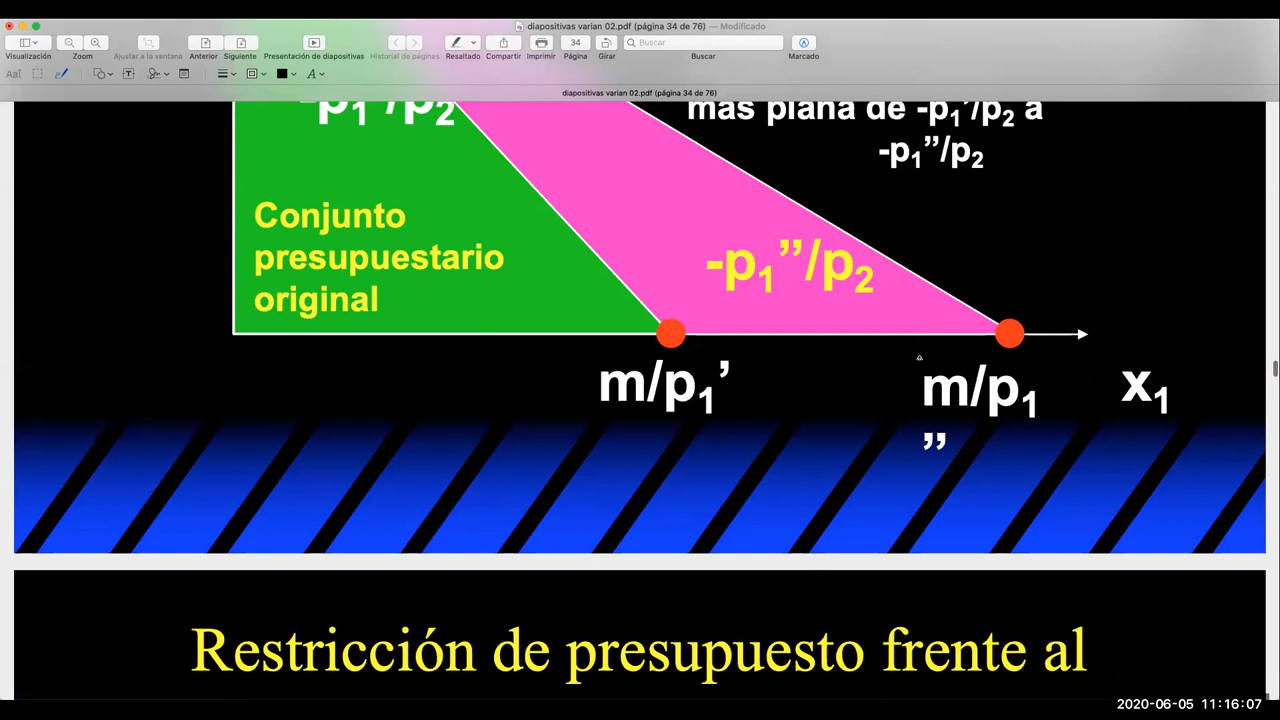 diapositivas varian 02.pdf (página 34 de 76) — Modificado
34
Buscar
Visualización
Zoom
Ajustar a la ventana
Anterior
Siguiente
Presentación de diapositivas
Historial de páginas
Resaltado
Compartir
Imprimir
Página
Girar
Buscar
Marcado
diapositivas varian 02.pdf (página 34 de 76)
-p1’/p2
más plana de -p1’/p2 a
-p1”/p2
Conjunto
presupuestario
original
-p1”/p2
m/p1’
m/p1
”
x1
Restricción de presupuesto frente al
2020-06-05 11:16:07